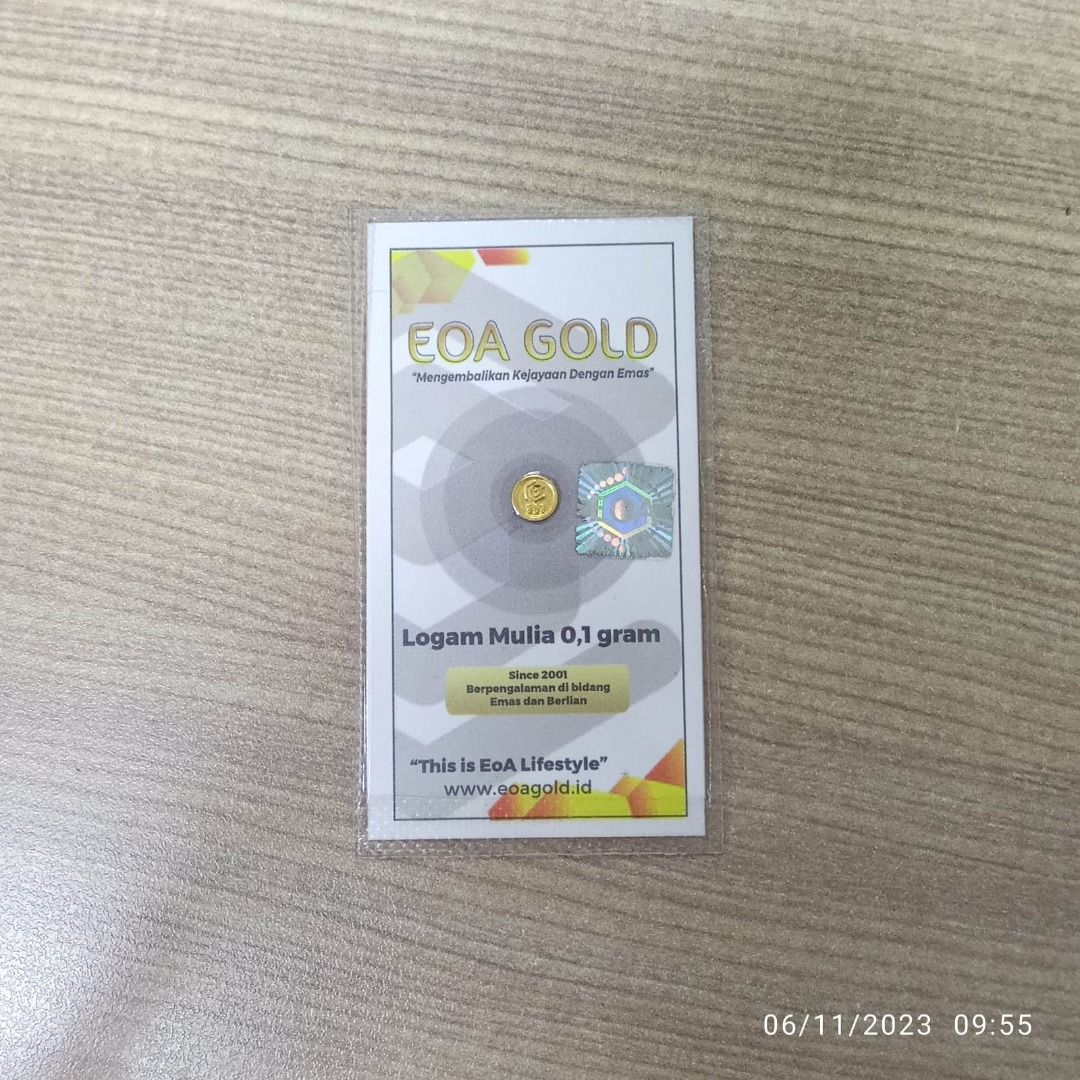 EOA GOLD
“Mengembalikan Kejayaan Dengan Emas”
Logam Mulia 0,1 gram
Since 2001
Berpengalaman di bidang
Emas dan Berlian
“This is EoA Lifestyle”
www.eoagold.id
06/11/2023 09:55